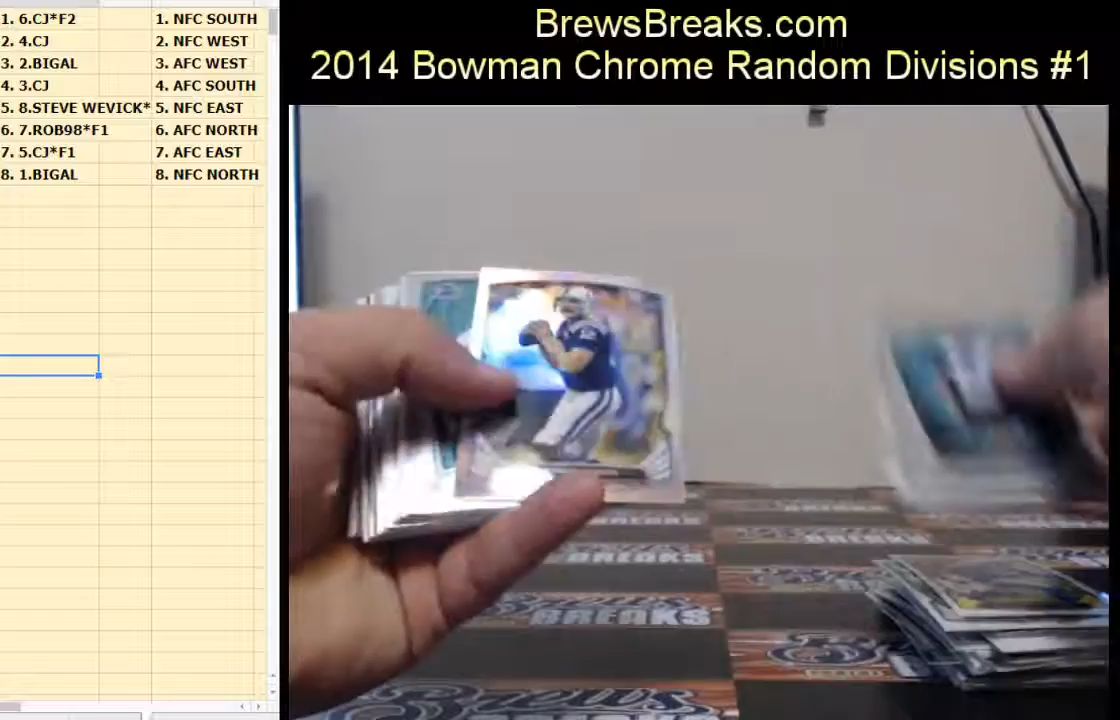 BrewsBreaks.com
2014 Bowman Chrome Random Divisions #1
1. 6.CJ*F2 1. NFC SOUTH
2. 4.CJ 2. NFC WEST
3. 2.BIGAL 3. AFC WEST
4. 3.CJ 4. AFC SOUTH
5. 8.STEVE WEVICK* 5. NFC EAST
6. 7.ROB98*F1 6. AFC NORTH
7. 5.CJ*F1 7. AFC EAST
8. 1.BIGAL 8. NFC NORTH
12
BREAKS
BREAKS